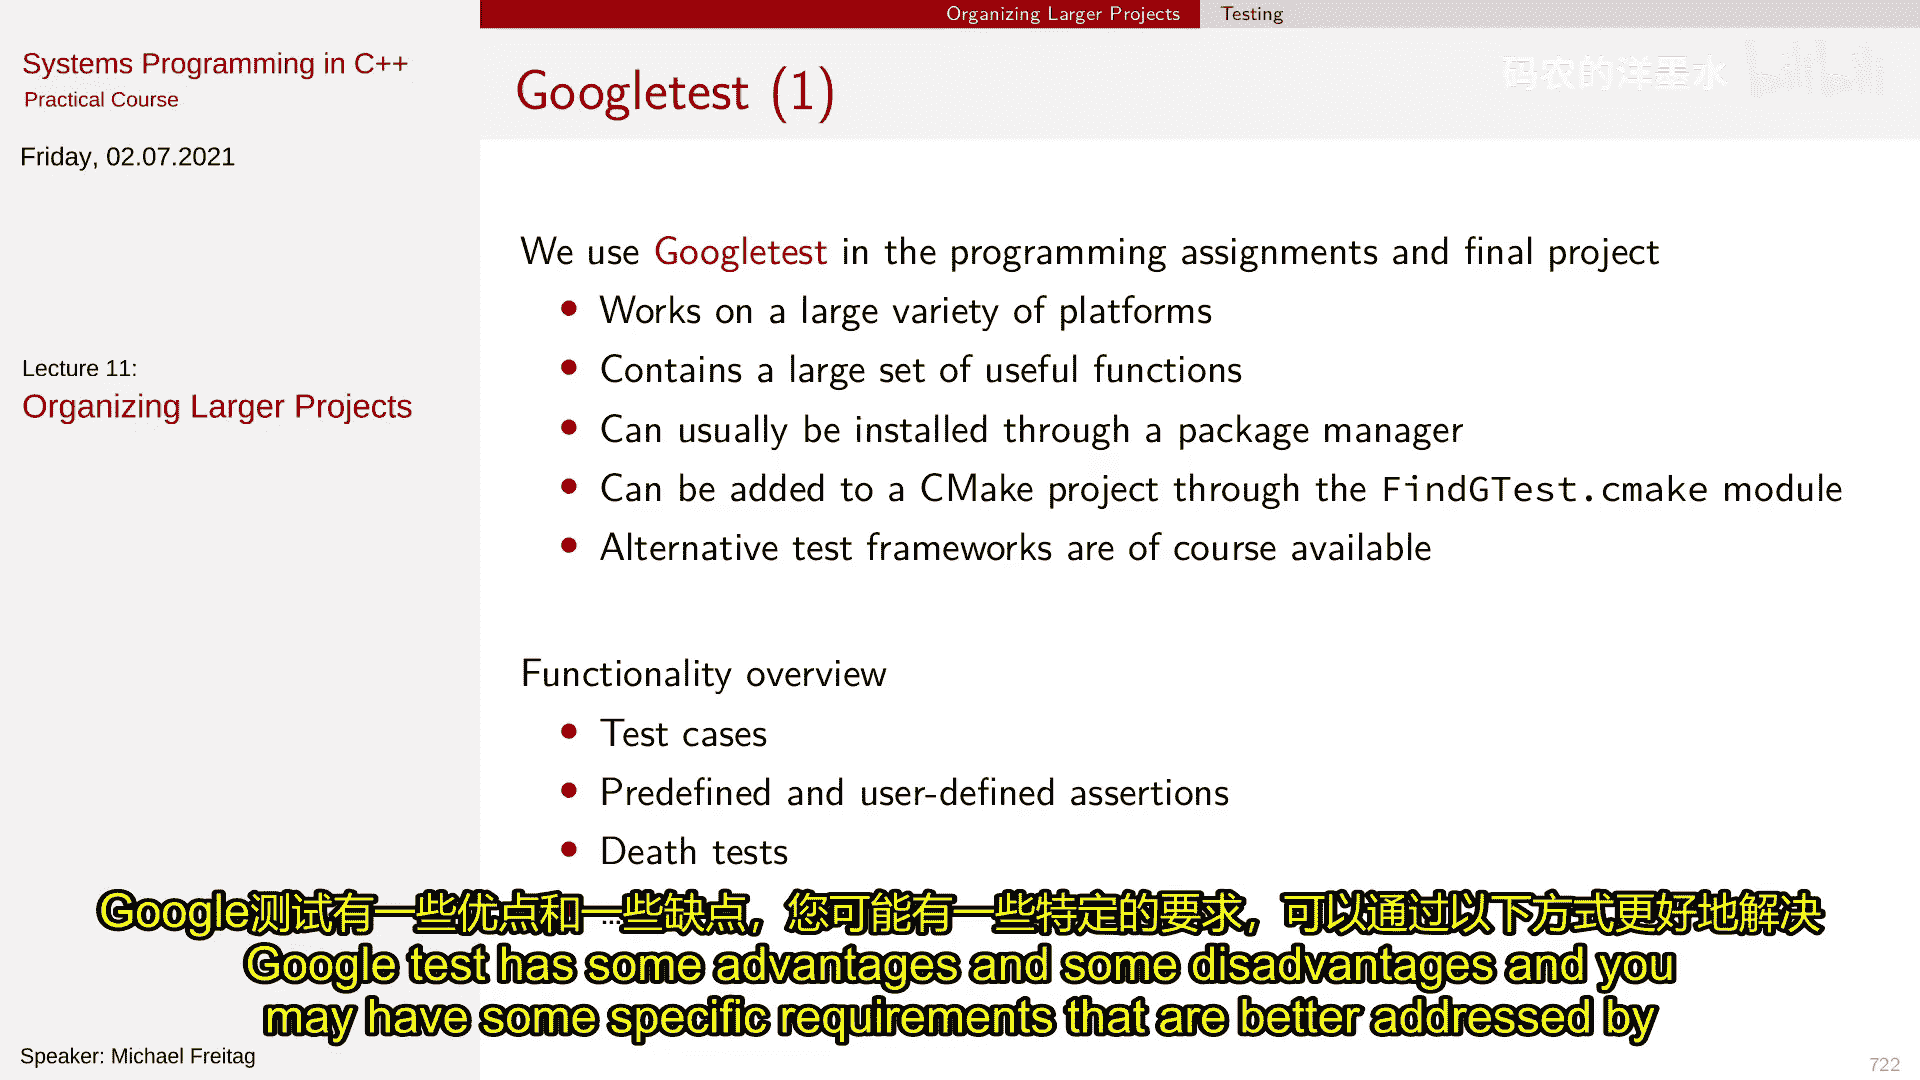 Organizing Larger Projects
Testing
Systems Programming in C++
Practical Course
Friday, 02.07.2021
Lecture 11:
Organizing Larger Projects
Googletest (1)
码农的洋墨水 bilibili
We use Googletest in the programming assignments and final project
• Works on a large variety of platforms
• Contains a large set of useful functions
• Can usually be installed through a package manager
• Can be added to a CMake project through the FindGTest.cmake module
• Alternative test frameworks are of course available
Functionality overview
• Test cases
• Predefined and user-defined assertions
• Death tests
...
Google测试有一些优点和一些缺点，您可能有一些特定的要求，可以通过以下方式更好地解决
Google test has some advantages and some disadvantages and you
may have some specific requirements that are better addressed by
Speaker: Michael Freitag
722